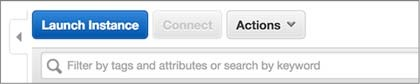 Launch Instance Connect Actions
Filter by tags and attributes or search by keyword